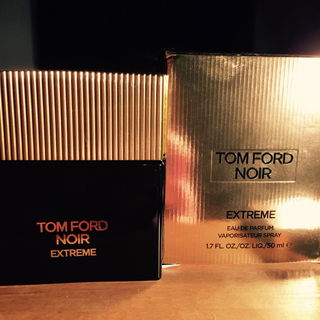 TOM FORD
NOIR
EXTREME
TOM FORD
NOIR
EXTREME
EAU DE PARFUM
VAPORISATEUR SPRAY
1.7 FL. OZ./OZ. LIQ./50 ml ℮